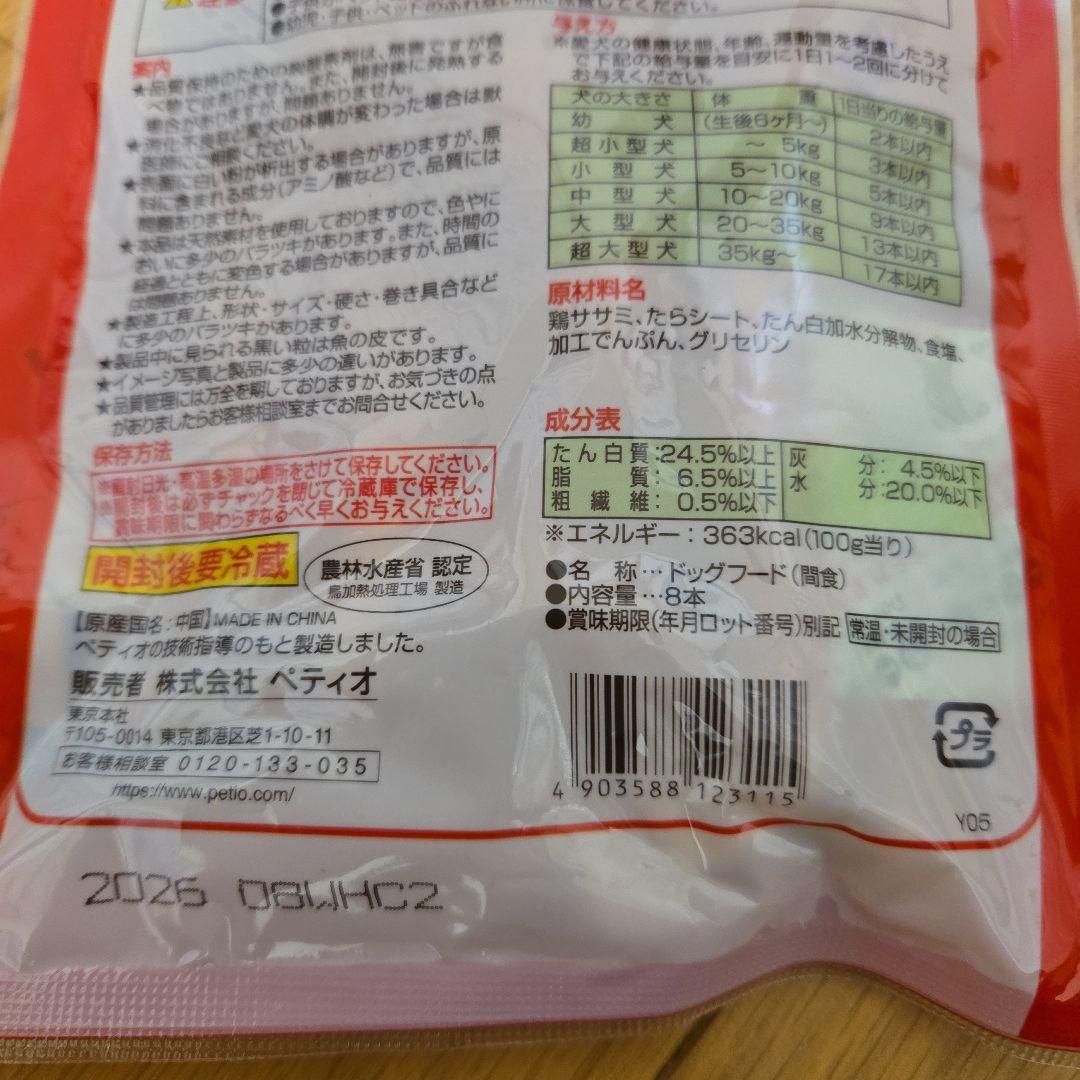 ●幼児・子供・ペットのふれない所に保管してください。
案内
★品質保持のための脱酸素剤は、無害ですが食
べ物ではありません。また、開封後に発熱する
場合がありますが、問題ありません。
★消化不良など愛犬の体調が変わった場合は獣
医師にご相談ください。
★表面に白い粉が析出する場合がありますが、原
料に含まれる成分(アミノ酸など)で、品質には
問題ありません。
★本品は天然素材を使用しておりますので、色やに
おいに多少のバラツキがあります。また、時間の
経過とともに変色する場合がありますが、品質に
は問題ありません。
★製造工程上、形状・サイズ・硬さ・巻き具合など
に多少のバラツキがあります。
★製品中に見られる黒い粒は魚の皮です。
★イメージ写真と製品に多少の違いがあります。
★品質管理には万全を期しておりますが、お気づきの点
がありましたらお客様相談室までお問合せください。
保存方法
※直射日光・高温多湿の場所をさけて保存してください。
※開封後は必ずチャックを閉じて冷蔵庫で保存し、
賞味期限に関わらずなるべく早くお与えください。
開封後要冷蔵
農林水産省 認定
鳥加熱処理工場 製造
【原産国名:中国】MADE IN CHINA
ペティオの技術指導のもと製造しました。
販売者 株式会社 ペティオ
東京本社
〒105-0014 東京都港区芝1-10-11
お客様相談室 0120-133-035
https://www.petio.com/
与え方
※愛犬の健康状態、年齢、運動量を考慮したうえ
で下記の給与量を目安に1日1〜2回に分けて
お与えください。
犬の大きさ 体 重 1日当りの給与量
幼 犬 (生後6ケ月〜) 2本以内
超小型犬 〜5kg 3本以内
小型犬 5〜10kg 5本以内
中型犬 10〜20kg 9本以内
大型犬 20〜35kg 13本以内
超大型犬 35kg〜 17本以内
原材料名
鶏ササミ、たらシート、たん白加水分解物、食塩、
加工でんぷん、グリセリン
成分表
たん白質:24.5%以上 灰 分:4.5%以下
脂 質:6.5%以上 水 分:20.0%以下
粗繊維:0.5%以下
※エネルギー:363kcal(100g当り)
●名 称…ドッグフード(間食)
●内容量…8本
●賞味期限(年月ロット番号)別記 常温・未開封の場合
4 903588 123115
プラ
Y05
2026 08WHC2